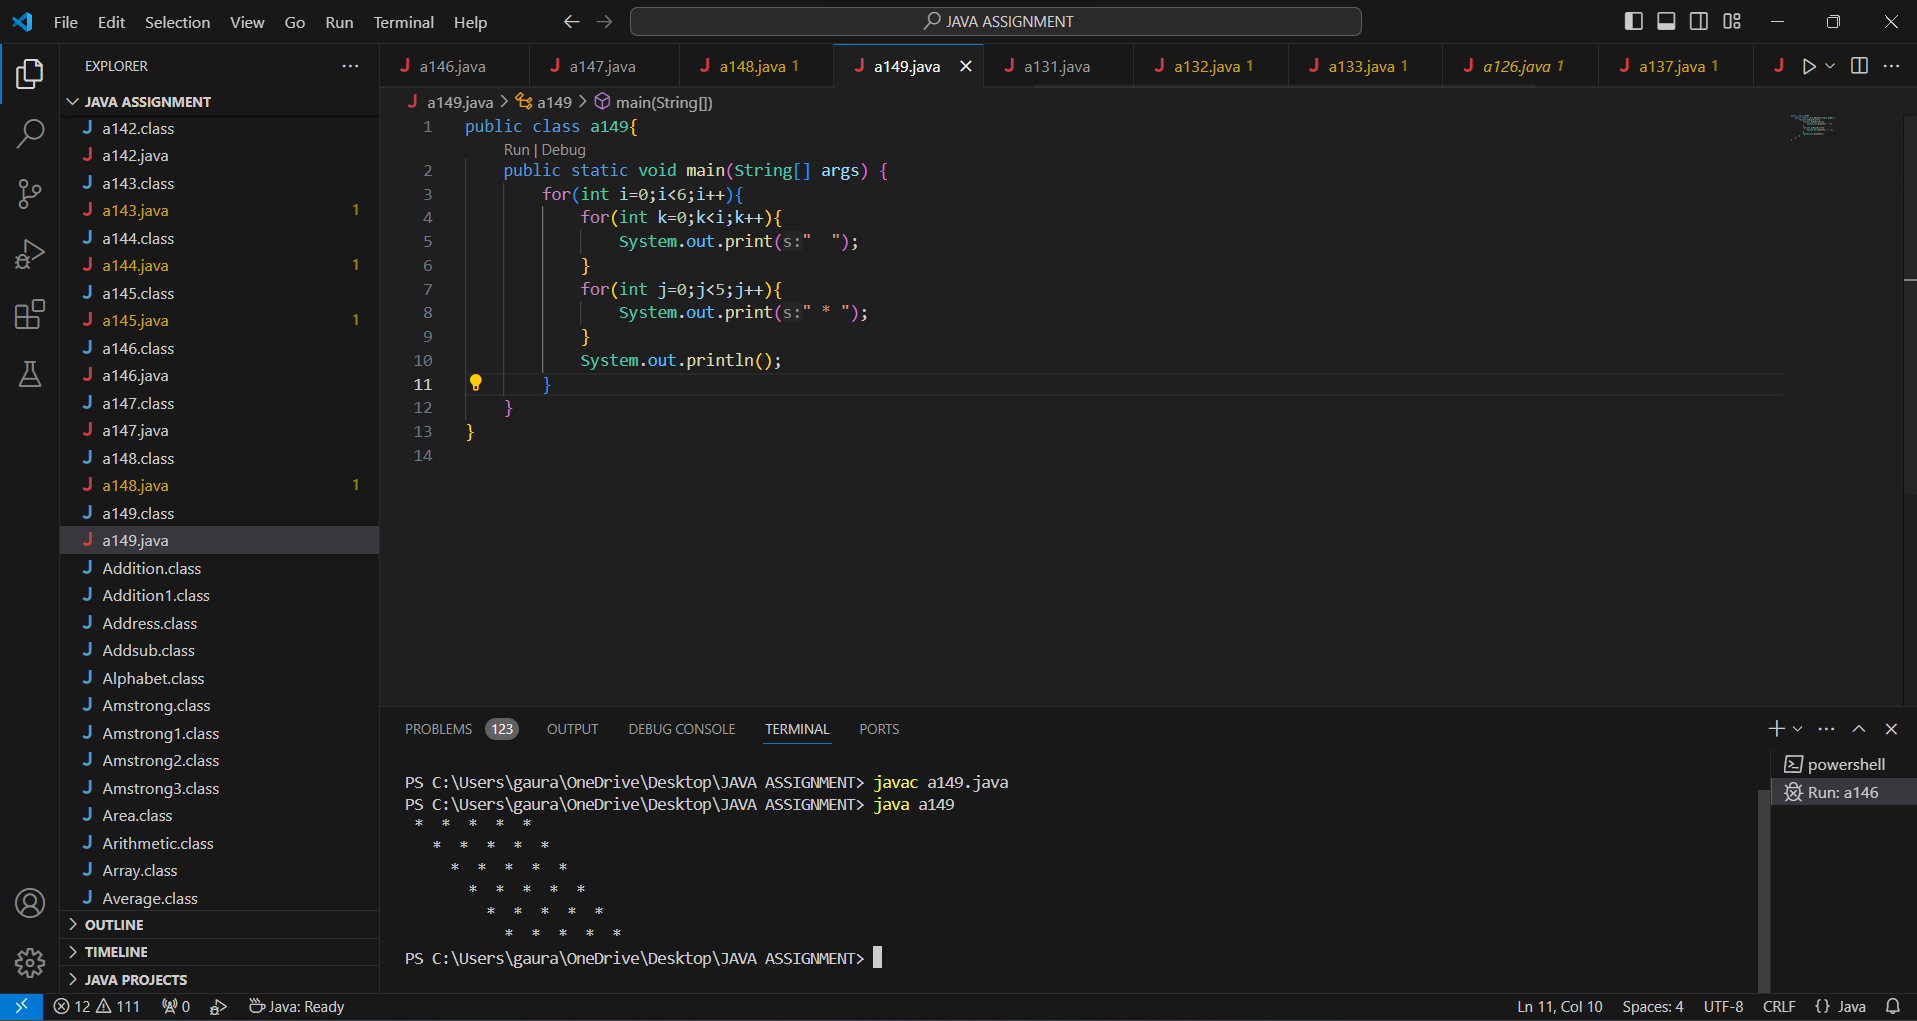 File Edit Selection View Go Run Terminal Help
JAVA ASSIGNMENT
EXPLORER
JAVA ASSIGNMENT
a142.class
a142.java
a143.class
a143.java 1
a144.class
a144.java 1
a145.class
a145.java 1
a146.class
a146.java
a147.class
a147.java
a148.class
a148.java 1
a149.class
a149.java
Addition.class
Addition1.class
Address.class
Addsub.class
Alphabet.class
Amstrong.class
Amstrong1.class
Amstrong2.class
Amstrong3.class
Area.class
Arithmetic.class
Array.class
Average.class
OUTLINE
TIMELINE
JAVA PROJECTS
a146.java a147.java a148.java 1 a149.java a131.java a132.java 1 a133.java 1 a126.java 1 a137.java 1
a149.java > a149 > main(String[])
1 public class a149{
Run | Debug
2 public static void main(String[] args) {
3 for(int i=0;i<6;i++){
4 for(int k=0;k<i;k++){
5 System.out.print(s:"  ");
6 }
7 for(int j=0;j<5;j++){
8 System.out.print(s:" * ");
9 }
10 System.out.println();
11 }
12 }
13 }
14
PROBLEMS 123 OUTPUT DEBUG CONSOLE TERMINAL PORTS
powershell
Run: a146
PS C:\Users\gaura\OneDrive\Desktop\JAVA ASSIGNMENT> javac a149.java
PS C:\Users\gaura\OneDrive\Desktop\JAVA ASSIGNMENT> java a149
 *  *  *  *  *
   *  *  *  *  *
     *  *  *  *  *
       *  *  *  *  *
         *  *  *  *  *
           *  *  *  *  *
PS C:\Users\gaura\OneDrive\Desktop\JAVA ASSIGNMENT>
12 111 0 Java: Ready Ln 11, Col 10 Spaces: 4 UTF-8 CRLF {} Java